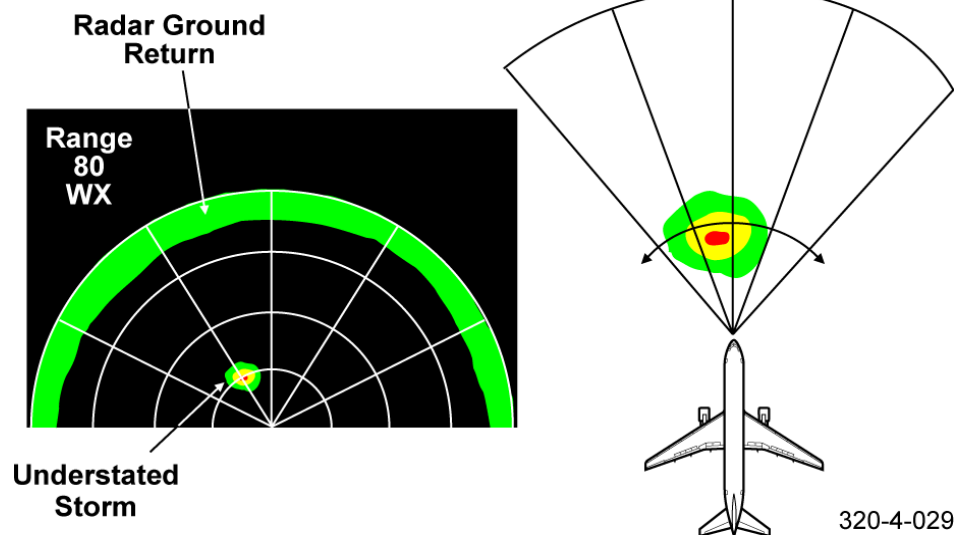 Radar Ground
Return
Range
80
WX
Understated
Storm
320-4-029